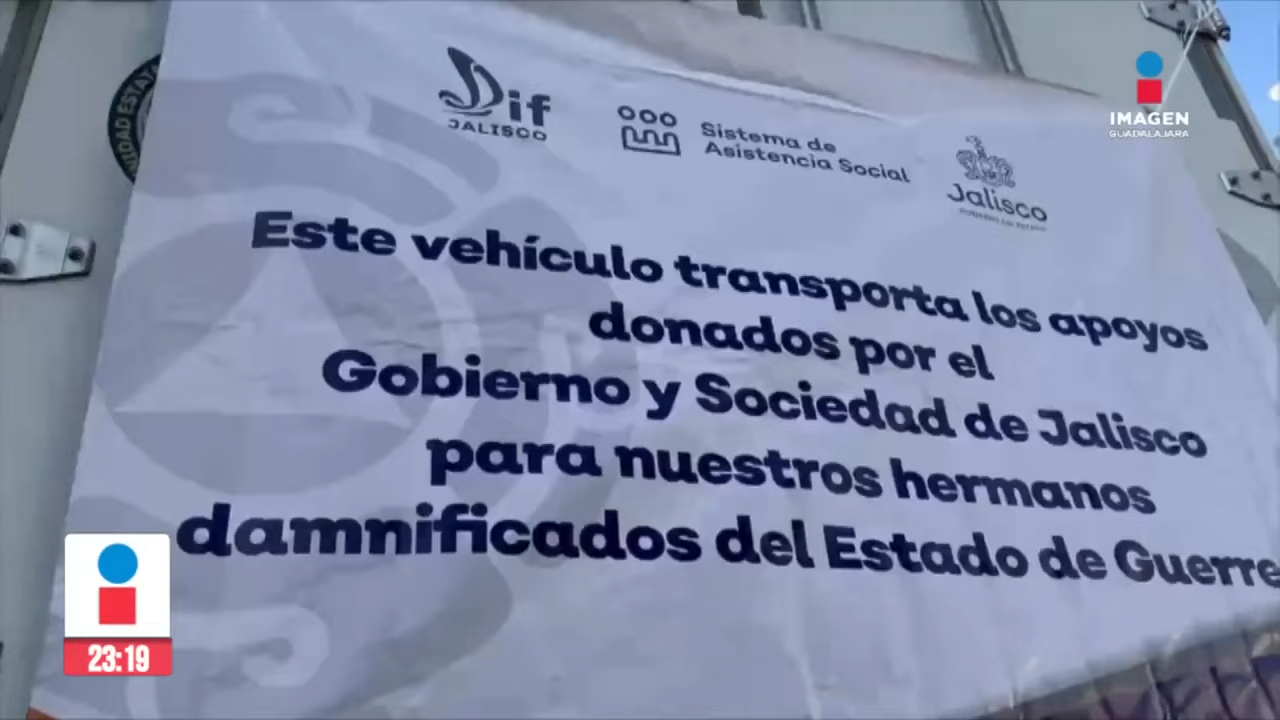 Dif
JALISCO
Sistema de
Asistencia Social
Jalisco
IMAGEN
GUADALAJARA
Este vehículo transporta los apoyos
donados por el
Gobierno y Sociedad de Jalisco
para nuestros hermanos
damnificados del Estado de Guerre
23:19